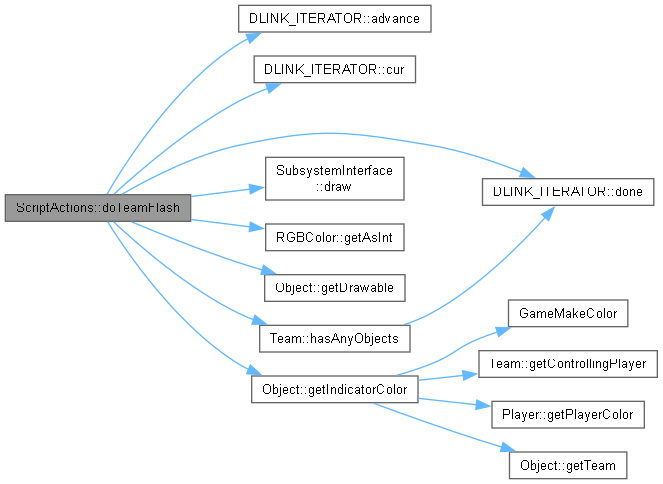 DLINK_ITERATOR::advance
DLINK_ITERATOR::cur
SubsystemInterface
::draw
DLINK_ITERATOR::done
ScriptActions::doTeamFlash
RGBColor::getAsInt
Object::getDrawable
GameMakeColor
Team::hasAnyObjects
Team::getControllingPlayer
Object::getIndicatorColor
Player::getPlayerColor
Object::getTeam